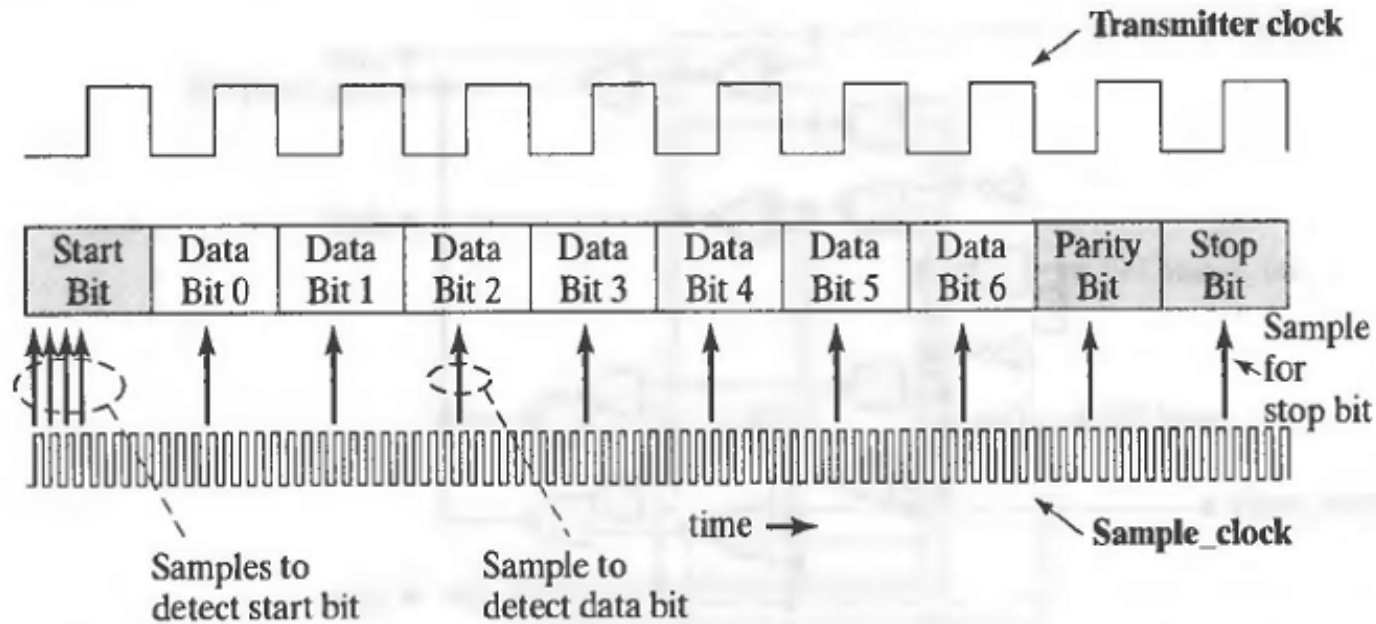 Transmitter clock
Start Bit
Data Bit 0
Data Bit 1
Data Bit 2
Data Bit 3
Data Bit 4
Data Bit 5
Data Bit 6
Parity Bit
Stop Bit
Sample
for
stop bit
time
Sample_clock
Samples to
detect start bit
Sample to
detect data bit